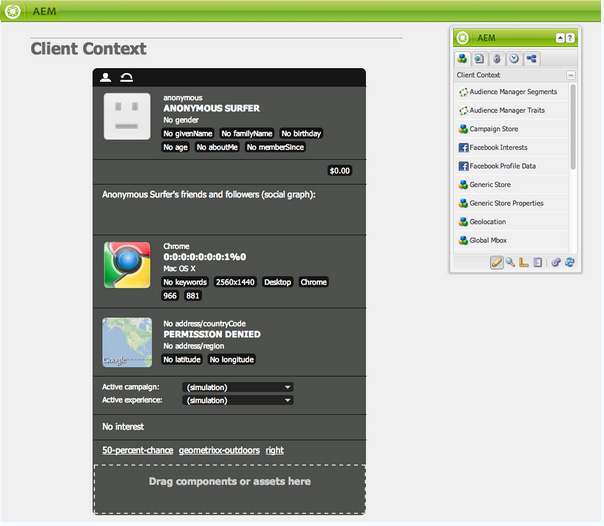 AEM
Client Context
anonymous
ANONYMOUS SURFER
No gender
No givenName No familyName No birthday
No age No aboutMe No memberSince
$0.00
Anonymous Surfer's friends and followers (social graph):
Chrome
0:0:0:0:0:0:0:1%0
Mac OS X
No keywords 2560x1440 Desktop Chrome
966 881
Google
No address/countryCode
PERMISSION DENIED
No address/region
No latitude No longitude
Active campaign: (simulation)
Active experience: (simulation)
No interest
50-percent-chance geometrixx-outdoors right
Drag components or assets here
AEM
?
Client Context
Audience Manager Segments
Audience Manager Traits
Campaign Store
Facebook Interests
Facebook Profile Data
Generic Store
Generic Store Properties
Geolocation
Global Mbox